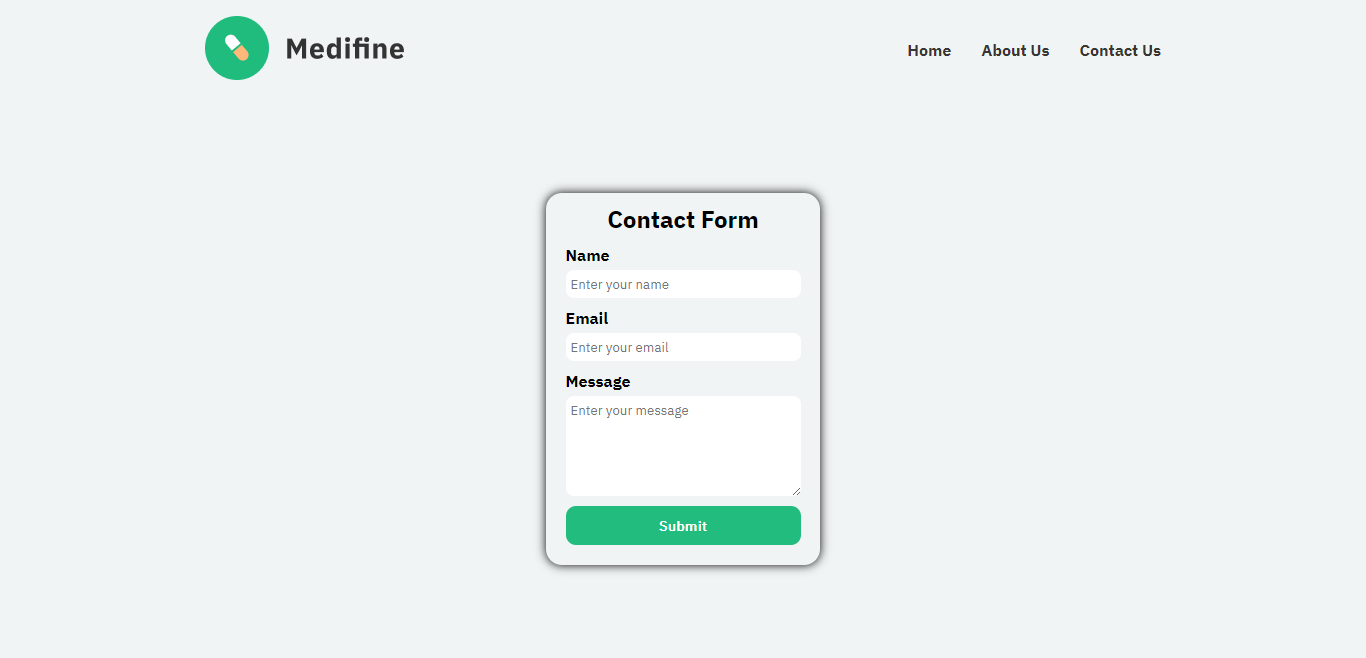 Medifine
Home About Us Contact Us
Contact Form
Name
Enter your name
Email
Enter your email
Message
Enter your message
Submit